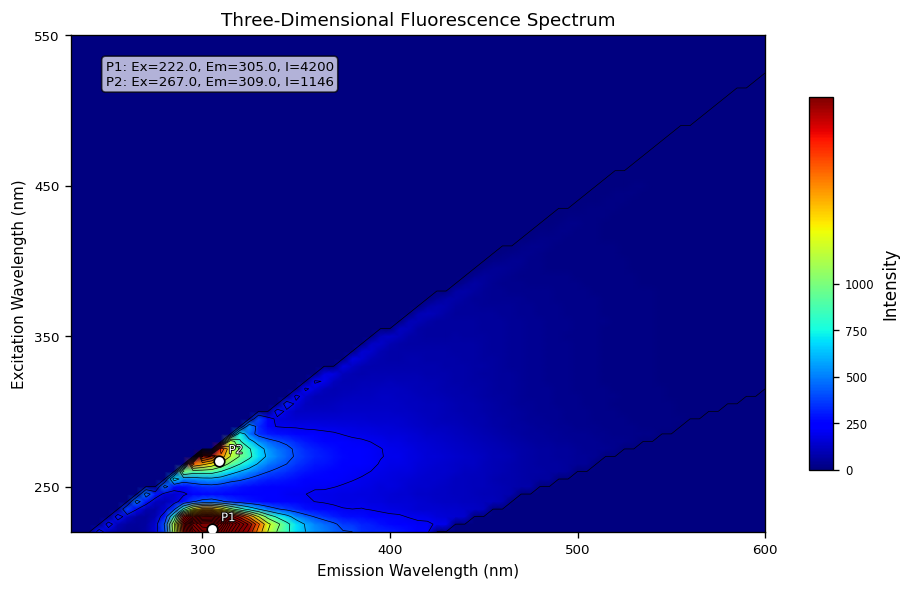 Three-Dimensional Fluorescence Spectrum
P1: Ex=222.0, Em=305.0, I=4200
P2: Ex=267.0, Em=309.0, I=1146
550
450
350
250
Excitation Wavelength (nm)
P2
P1
300
400
500
600
Emission Wavelength (nm)
1000
750
500
250
0
Intensity